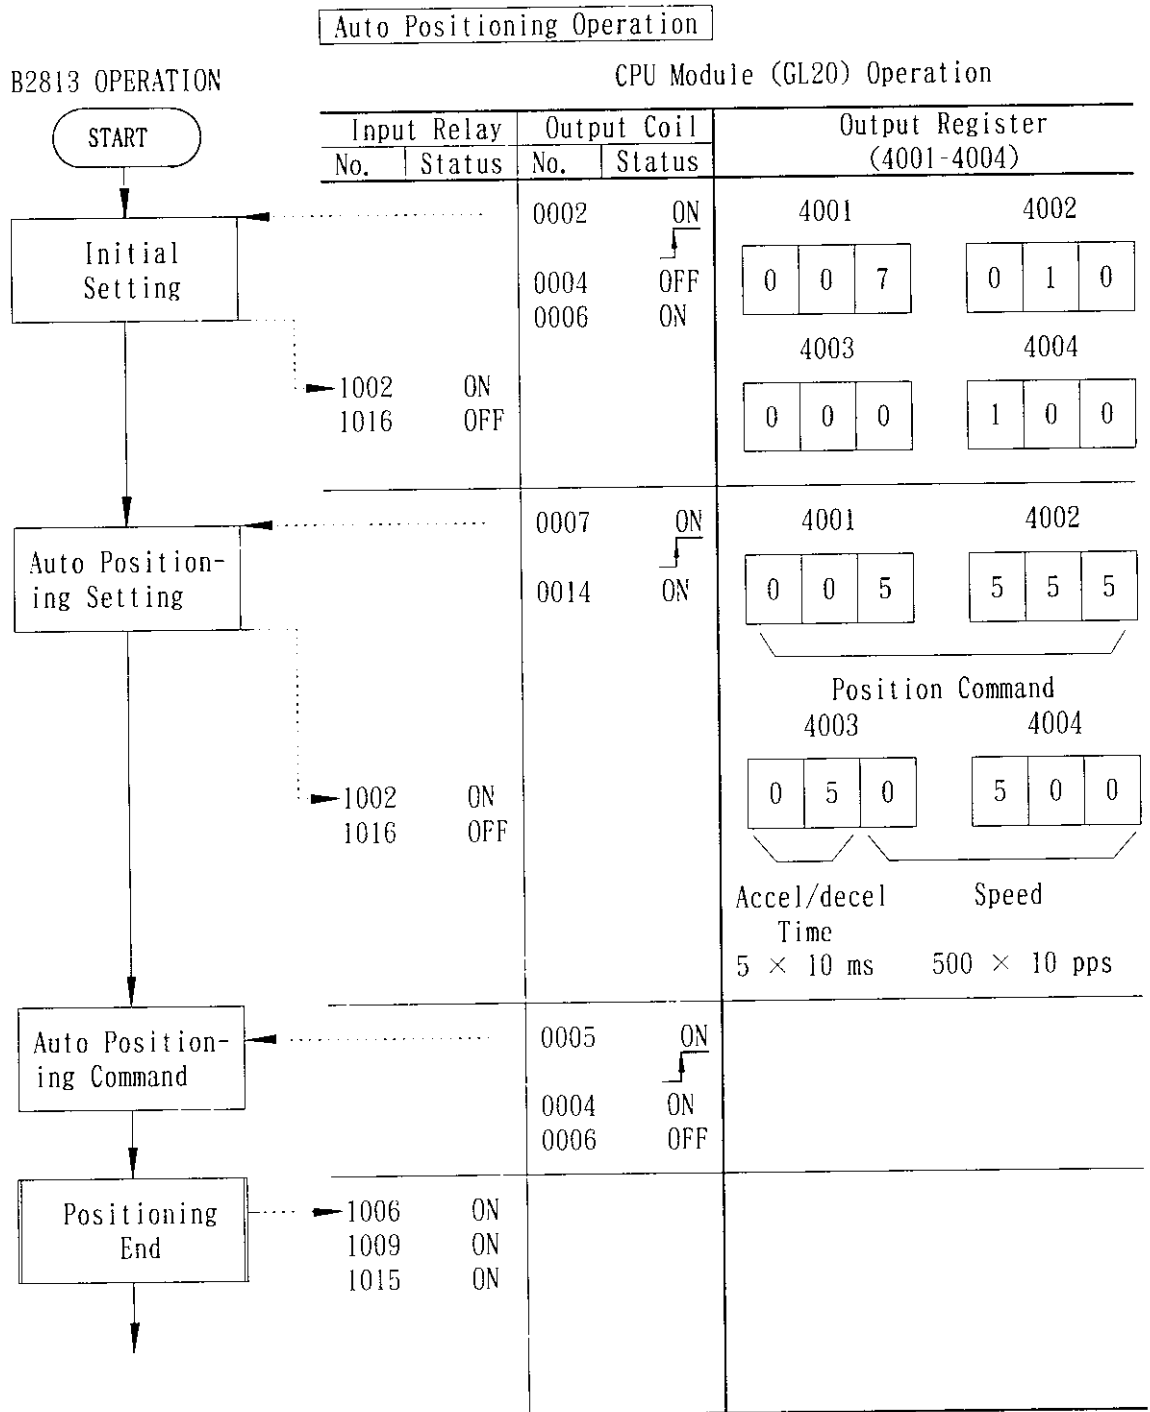 Auto Positioning Operation
B2813 OPERATION
CPU Module (GL20) Operation
START
Input Relay Output Coil Output Register
No. Status No. Status (4001-4004)
Initial
Setting
0002 ON
0004 OFF
0006 ON
4001 4002
0 0 7 0 1 0
4003 4004
0 0 0 1 0 0
1002 ON
1016 OFF
Auto Position-
ing Setting
0007 ON
0014 ON
4001 4002
0 0 5 5 5 5
Position Command
4003 4004
0 5 0 5 0 0
1002 ON
1016 OFF
Accel/decel Speed
Time
5 × 10 ms 500 × 10 pps
Auto Position-
ing Command
0005 ON
0004 ON
0006 OFF
Positioning
End
1006 ON
1009 ON
1015 ON